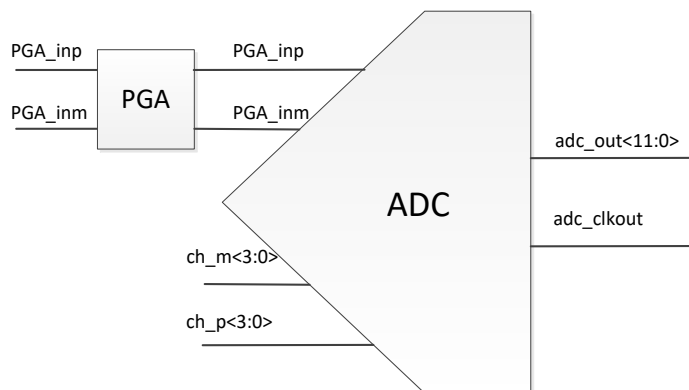 PGA_inp
PGA_inp
PGA
PGA_inm
PGA_inm
adc_out<11:0>
ADC
adc_clkout
ch_m<3:0>
ch_p<3:0>